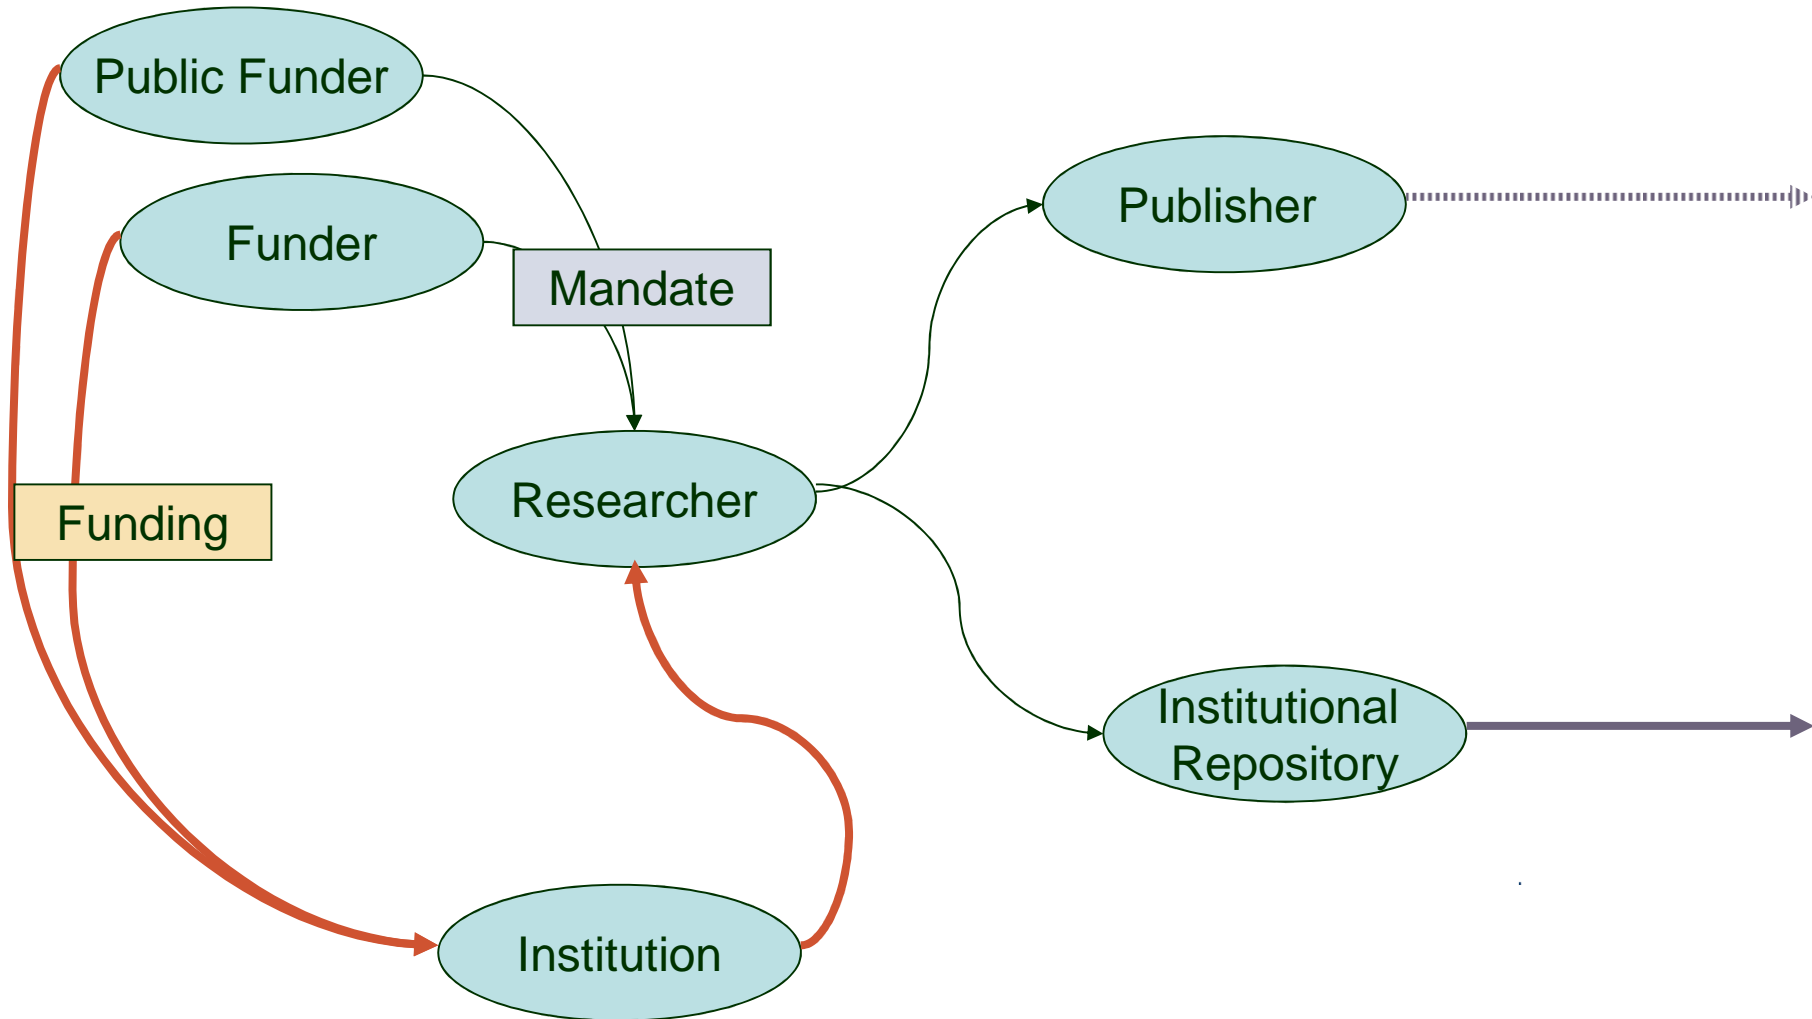 Public Funder
Funder
Mandate
Publisher
Researcher
Funding
Institutional
Repository
Institution